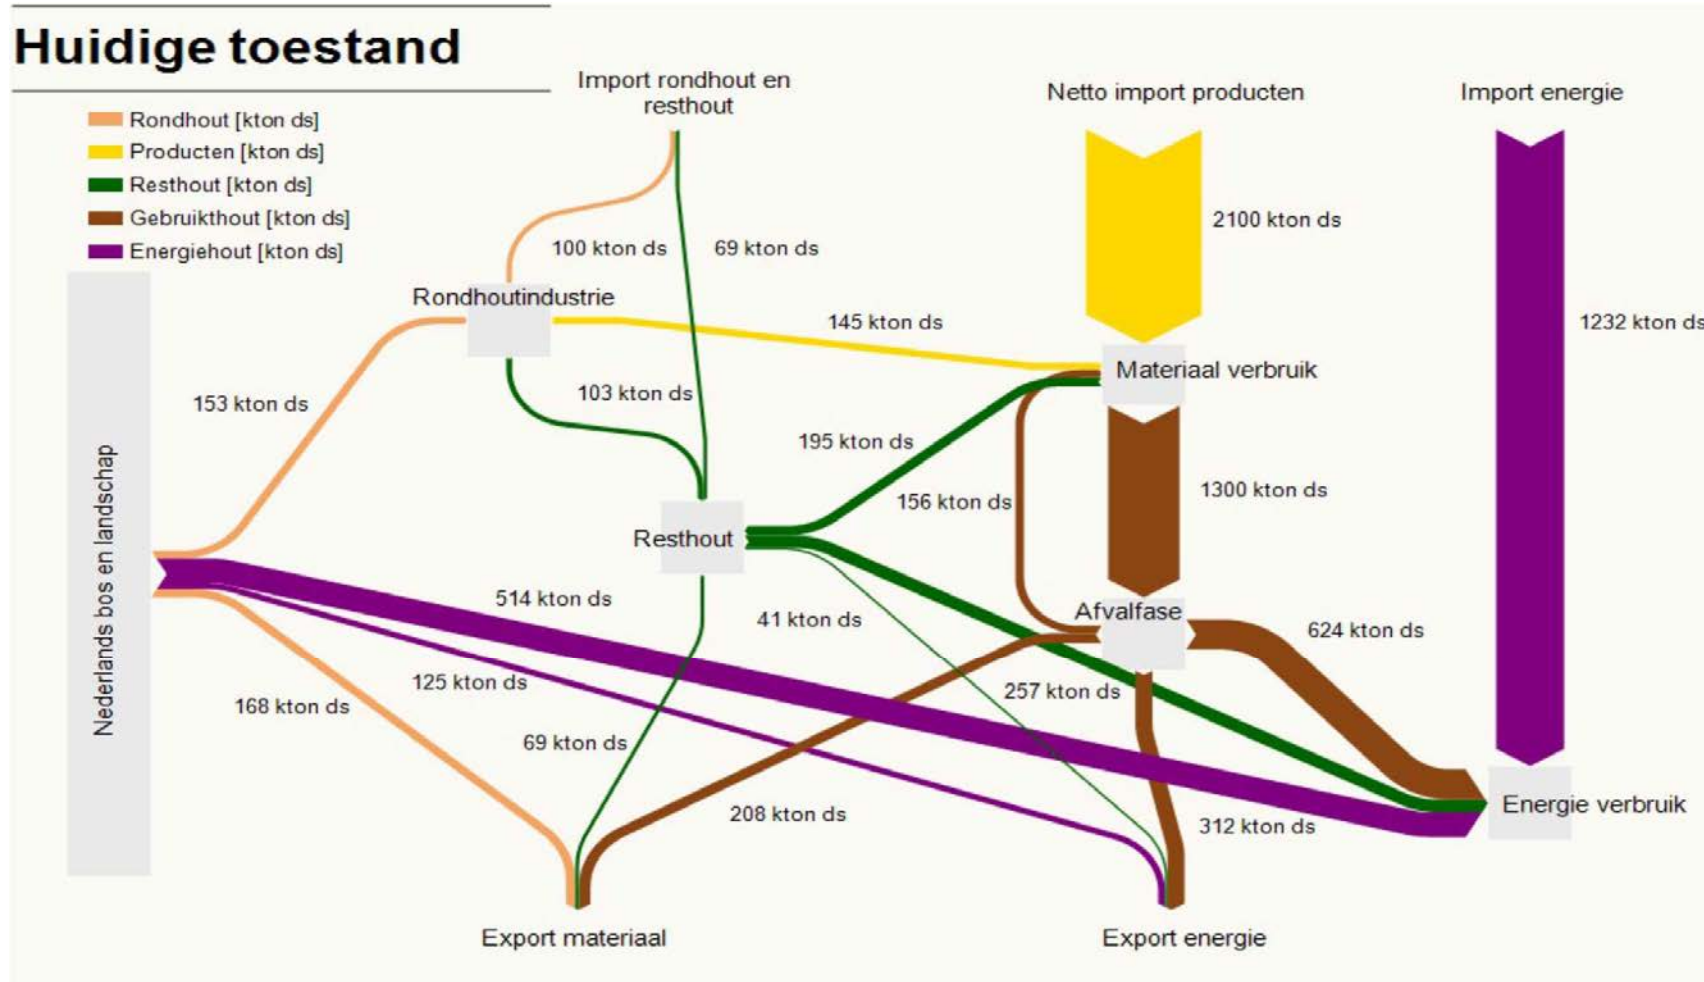 Huidige toestand
Rondhout [kton ds]
Producten [kton ds]
Resthout [kton ds]
Gebruikthout [kton ds]
Energiehout [kton ds]
Import rondhout en
resthout
Netto import producten
Import energie
2100 kton ds
100 kton ds
69 kton ds
Rondhoutindustrie
145 kton ds
1232 kton ds
Materiaal verbruik
103 kton ds
153 kton ds
195 kton ds
156 kton ds
1300 kton ds
Nederlands bos en landschap
Resthout
514 kton ds
41 kton ds
Afvalfase
624 kton ds
125 kton ds
257 kton ds
168 kton ds
69 kton ds
208 kton ds
312 kton ds
Energie verbruik
Export materiaal
Export energie